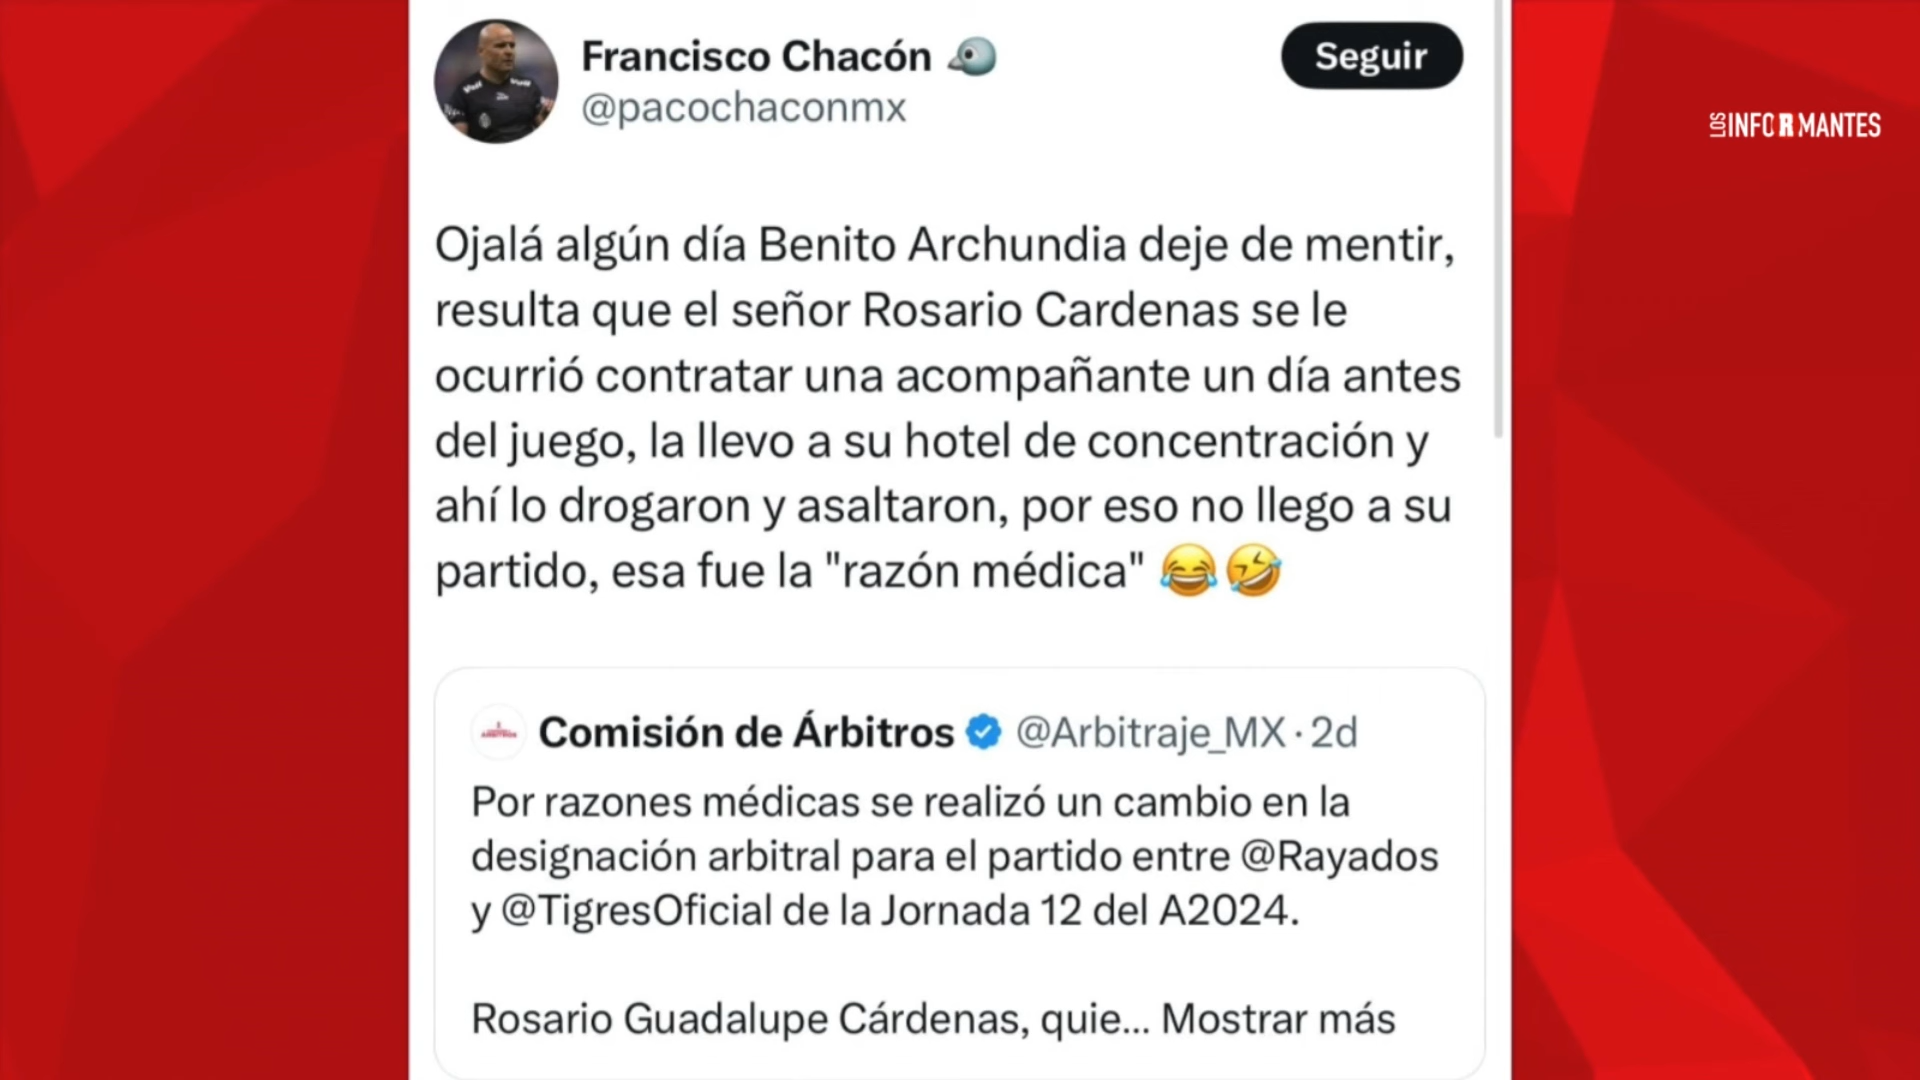 Francisco Chacón
Seguir
@pacochaconmx
LOS INFORMANTES
Ojalá algún día Benito Archundia deje de mentir,
resulta que el señor Rosario Cardenas se le
ocurrió contratar una acompañante un día antes
del juego, la llevo a su hotel de concentración y
ahí lo drogaron y asaltaron, por eso no llego a su
partido, esa fue la "razón médica" 😂🤣
Comisión de Árbitros @Arbitraje_MX · 2d
Por razones médicas se realizó un cambio en la
designación arbitral para el partido entre @Rayados
y @TigresOficial de la Jornada 12 del A2024.
Rosario Guadalupe Cárdenas, quie... Mostrar más